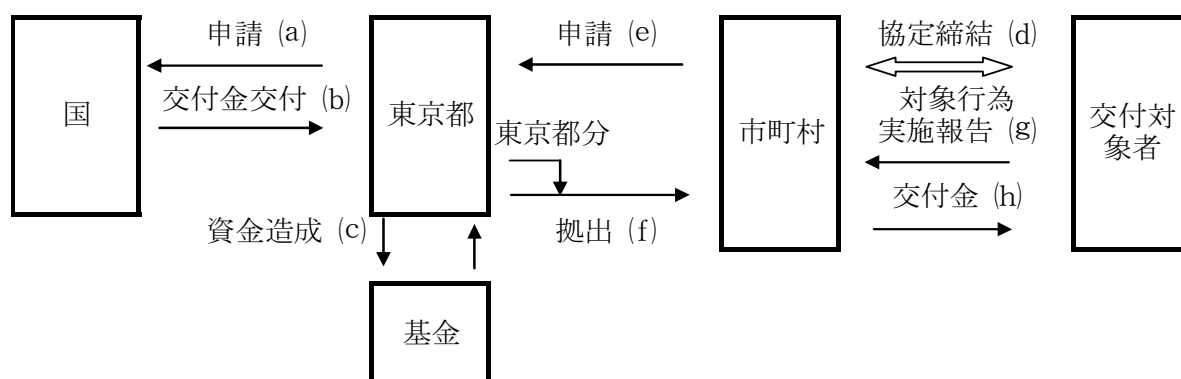 申請 (a)
申請 (e)
協定締結 (d)
国
交付金交付 (b)
東京都
東京都分
市町村
対象行為
実施報告 (g)
交付対
象者
交付金 (h)
資金造成 (c)
拠出 (f)
基金